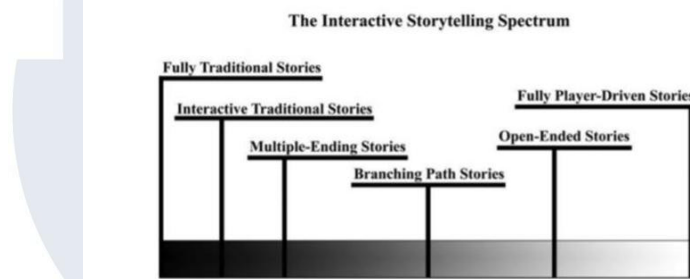 The Interactive Storytelling Spectrum
Fully Traditional Stories
Fully Player-Driven Stories
Interactive Traditional Stories
Open-Ended Stories
Multiple-Ending Stories
Branching Path Stories